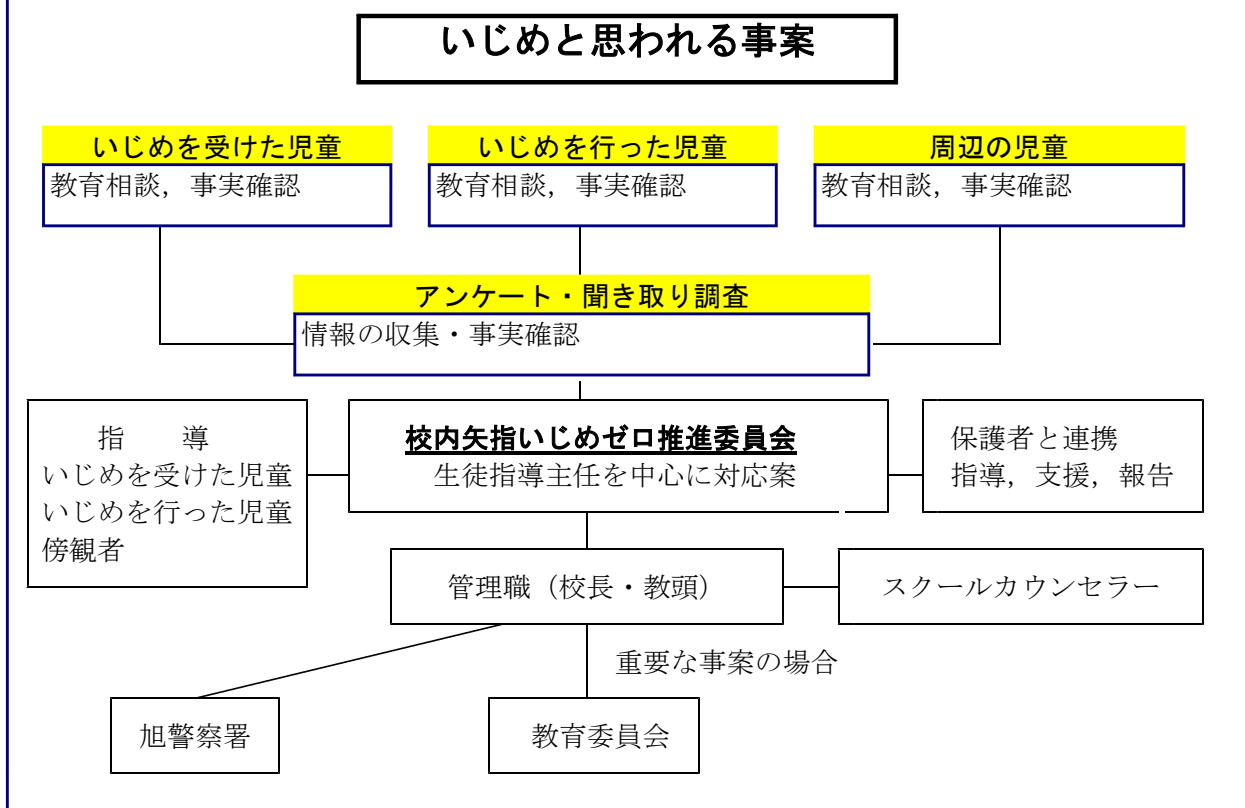 いじめと思われる事案
いじめを受けた児童
教育相談，事実確認
いじめを行った児童
教育相談，事実確認
周辺の児童
教育相談，事実確認
アンケート・聞き取り調査
情報の収集・事実確認
指　　導
いじめを受けた児童
いじめを行った児童
傍観者
校内矢指いじめゼロ推進委員会
生徒指導主任を中心に対応案
保護者と連携
指導，支援，報告
管理職（校長・教頭）
スクールカウンセラー
重要な事案の場合
旭警察署
教育委員会